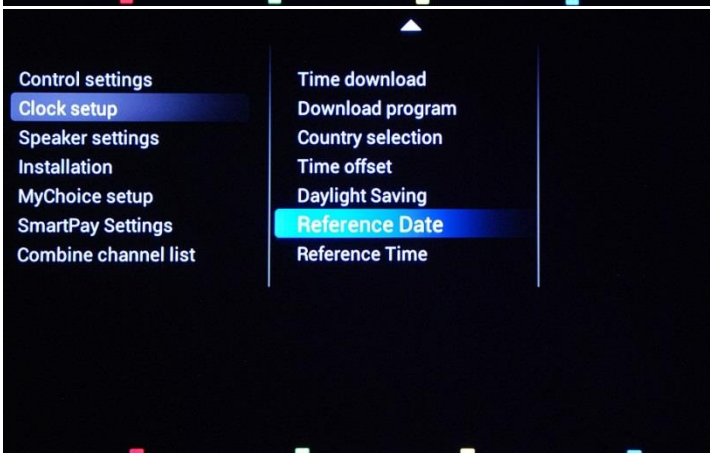 Control settings
Clock setup
Speaker settings
Installation
MyChoice setup
SmartPay Settings
Combine channel list
Time download
Download program
Country selection
Time offset
Daylight Saving
Reference Date
Reference Time